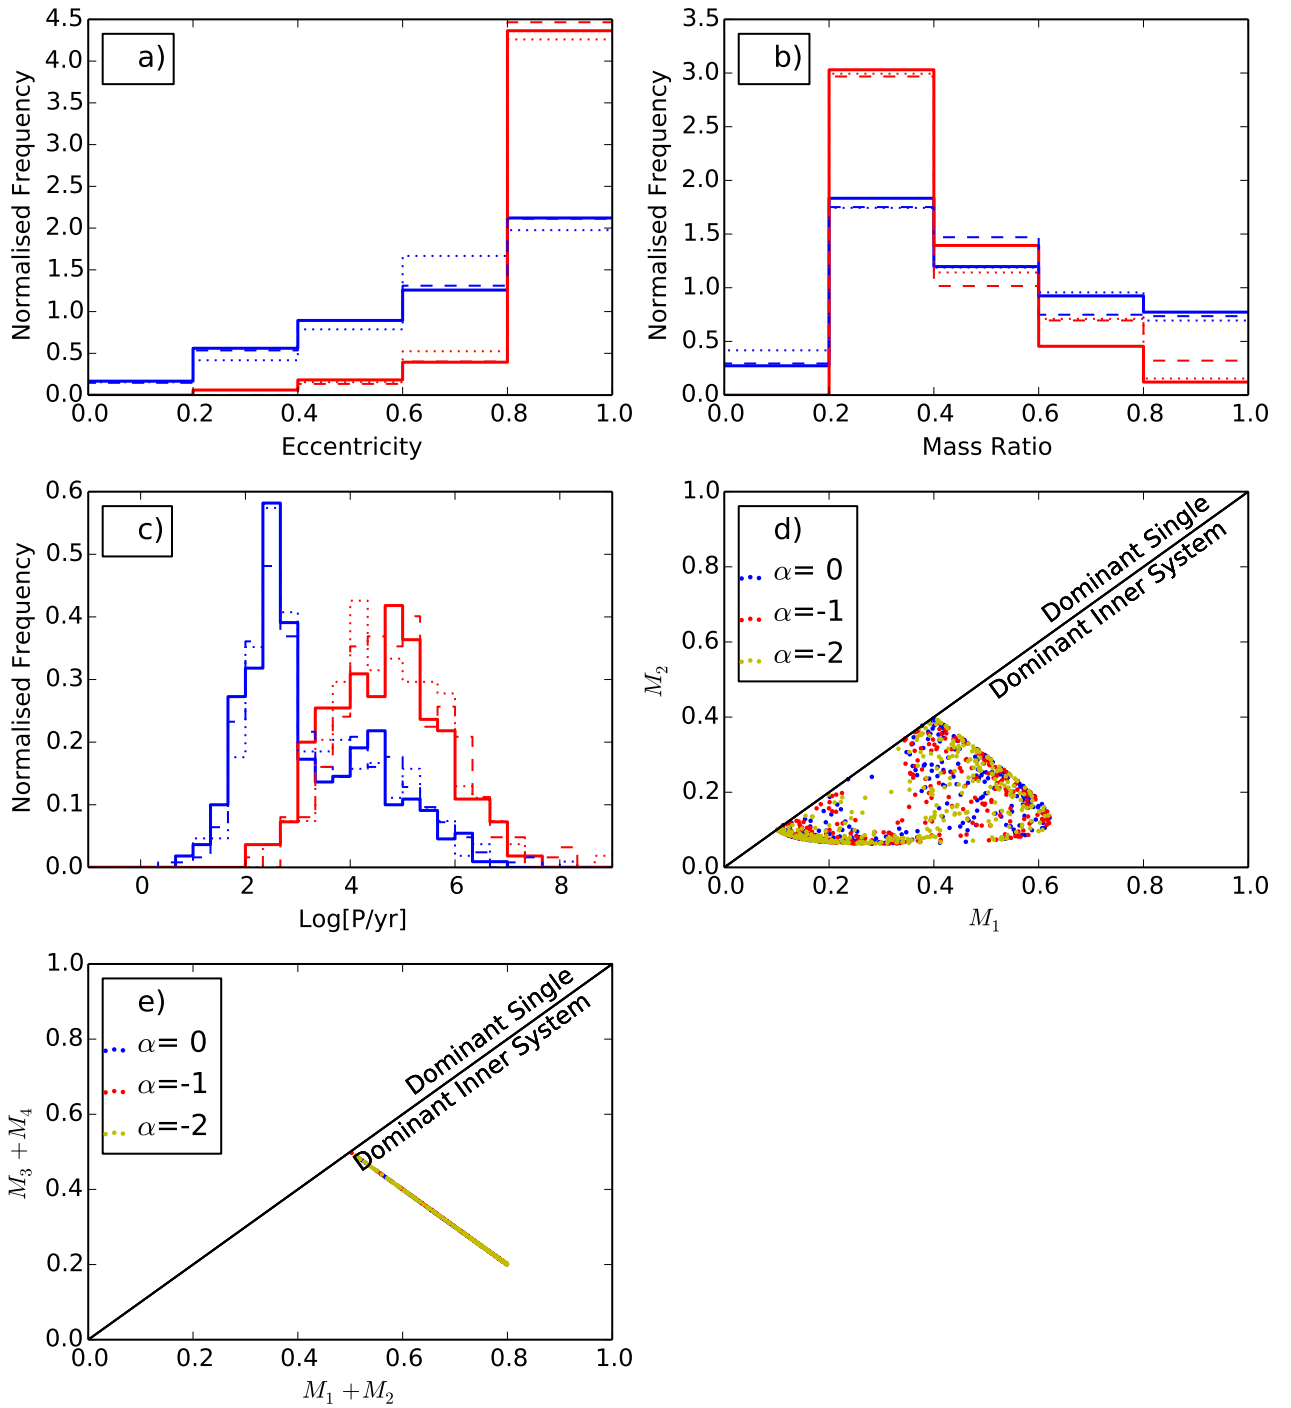 a)
4.5
4.0
3.5
3.0
2.5
2.0
1.5
1.0
0.5
0.0
Normalised Frequency
0.0 0.2 0.4 0.6 0.8 1.0
Eccentricity
b)
3.5
3.0
2.5
2.0
1.5
1.0
0.5
0.0
Normalised Frequency
0.0 0.2 0.4 0.6 0.8 1.0
Mass Ratio
c)
0.6
0.5
0.4
0.3
0.2
0.1
0.0
Normalised Frequency
0 2 4 6 8
Log[P/yr]
d)
α= 0
α=-1
α=-2
Dominant Single
Dominant Inner System
1.0
0.8
0.6
0.4
0.2
0.0
M₂
0.0 0.2 0.4 0.6 0.8 1.0
M₁
e)
α= 0
α=-1
α=-2
Dominant Single
Dominant Inner System
1.0
0.8
0.6
0.4
0.2
0.0
M₃ + M₄
0.0 0.2 0.4 0.6 0.8 1.0
M₁ + M₂